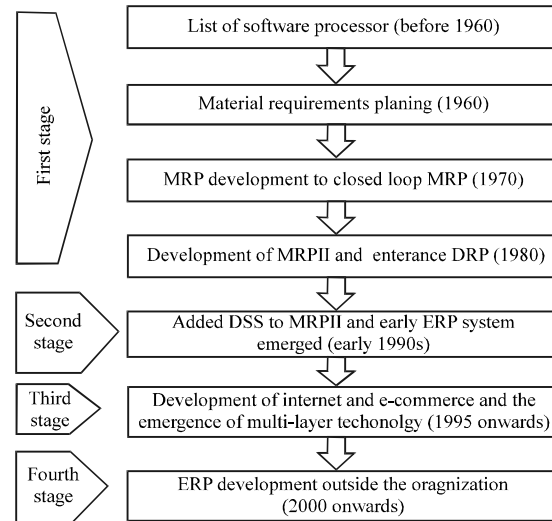 List of software processor (before 1960)
Material requirements planing (1960)
First stage
MRP development to closed loop MRP (1970)
Development of MRPII and enterance DRP (1980)
Second
stage
Added DSS to MRPII and early ERP system
emerged (early 1990s)
Third
stage
Development of internet and e-commerce and the
emergence of multi-layer techonolgy (1995 onwards)
Fourth
stage
ERP development outside the oragnization
(2000 onwards)